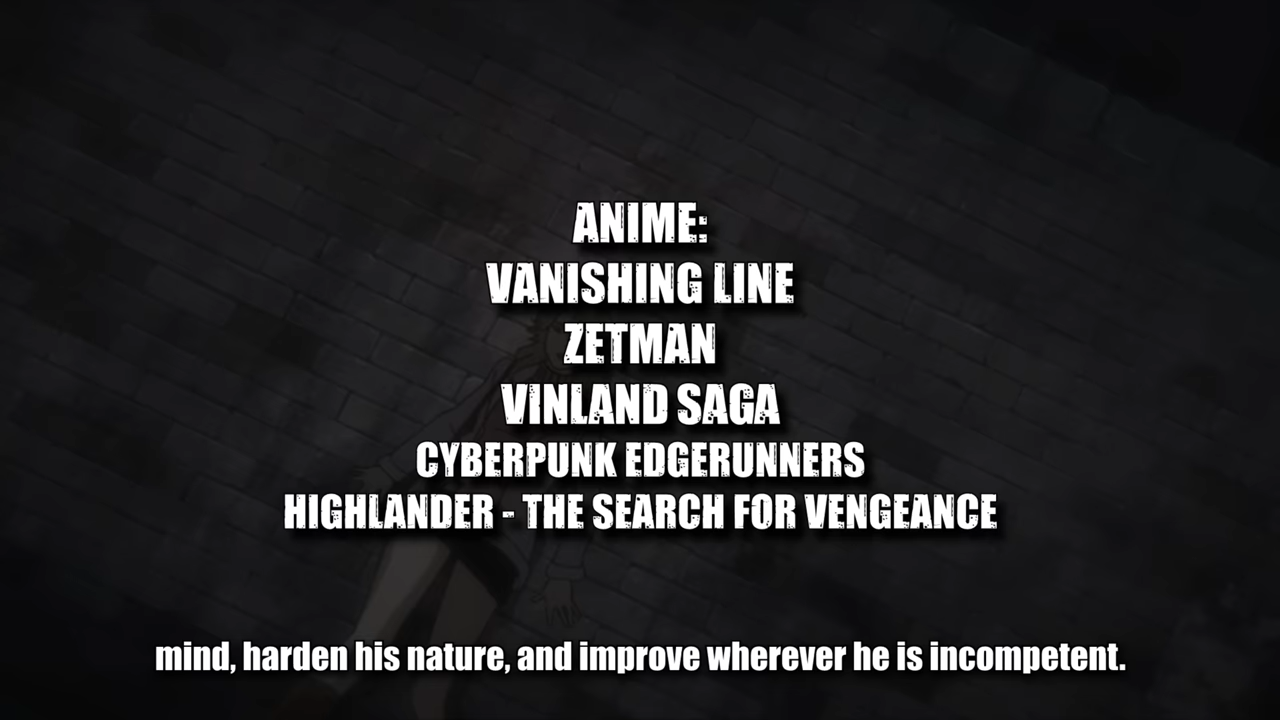 ANIME:
VANISHING LINE
ZETMAN
VINLAND SAGA
CYBERPUNK EDGERUNNERS
HIGHLANDER - THE SEARCH FOR VENGEANCE
mind, harden his nature, and improve wherever he is incompetent.